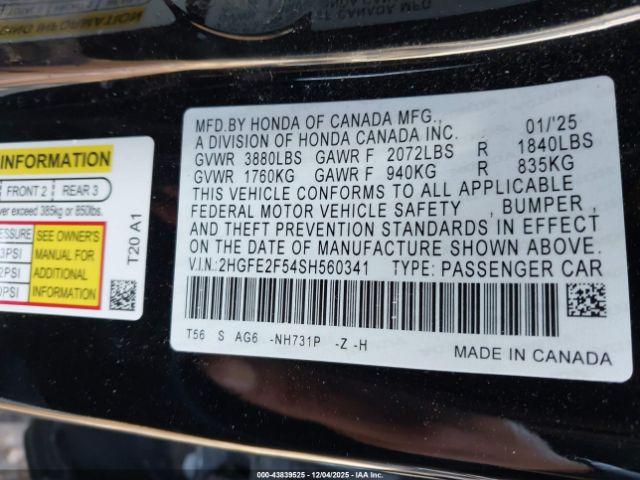 MFD.BY HONDA OF CANADA MFG., 01/'25
A DIVISION OF HONDA CANADA INC.
GVWR 3880LBS GAWR F 2072LBS R 1840LBS
GVWR 1760KG GAWR F 940KG R 835KG
THIS VEHICLE CONFORMS TO ALL APPLICABLE
FEDERAL MOTOR VEHICLE SAFETY , BUMPER ,
AND THEFT PREVENTION STANDARDS IN EFFECT
ON THE DATE OF MANUFACTURE SHOWN ABOVE.
V.I.N.: 2HGFE2F54SH560341 TYPE: PASSENGER CAR
T56 S AG6 -NH731P -Z -H
MADE IN CANADA
INFORMATION
FRONT 2 REAR 3
exceed 385kg or 850lbs.
SEE OWNER'S
MANUAL FOR
ADDITIONAL
INFORMATION
T20 A1
000-43839525 - 12/04/2025 - IAAI.COM